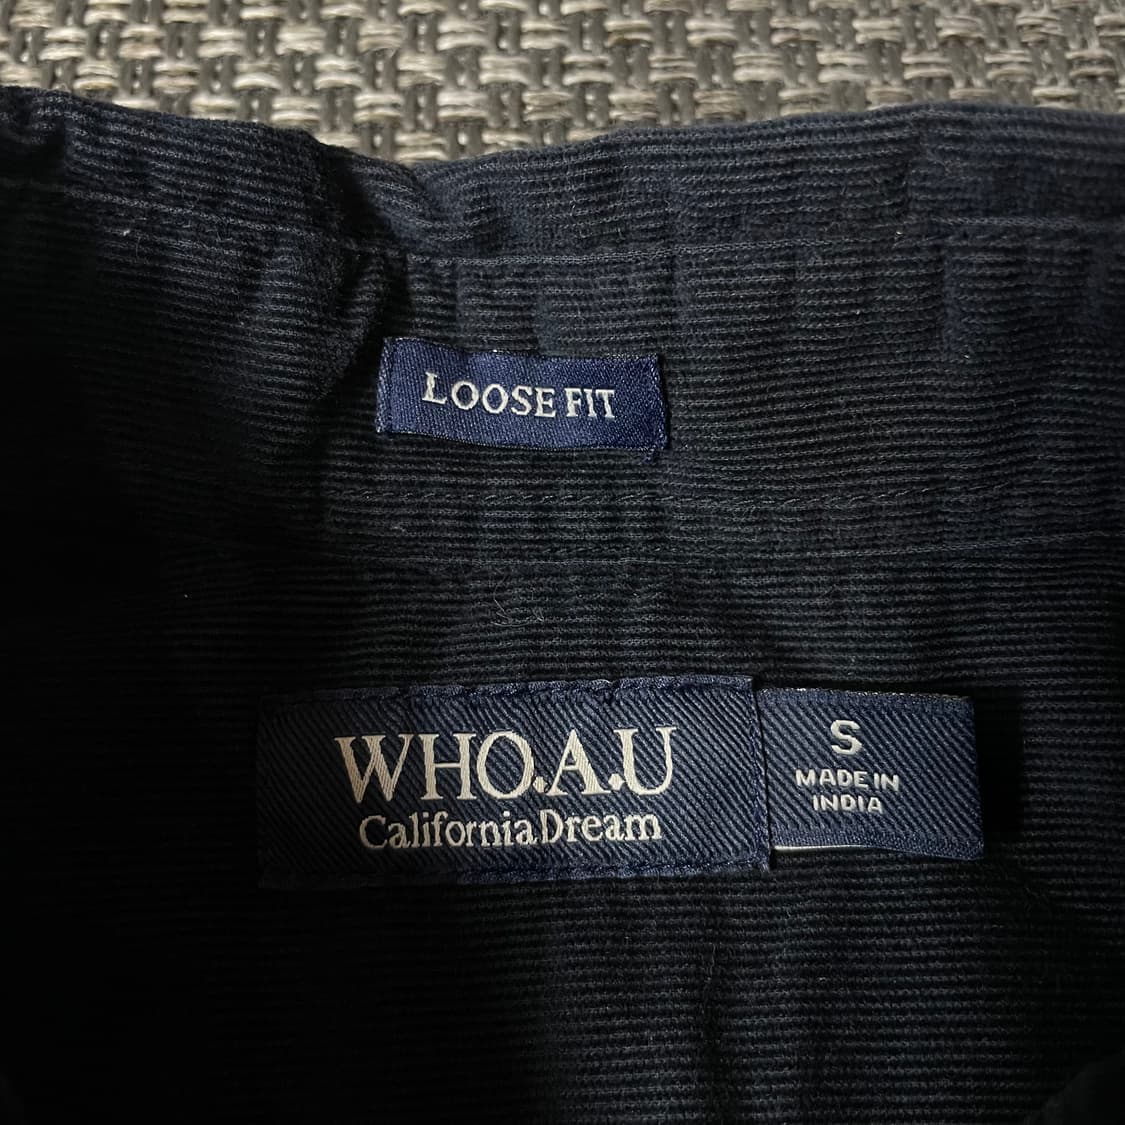 LOOSE FIT
WHO.A.U
California Dream
S
MADE IN
INDIA